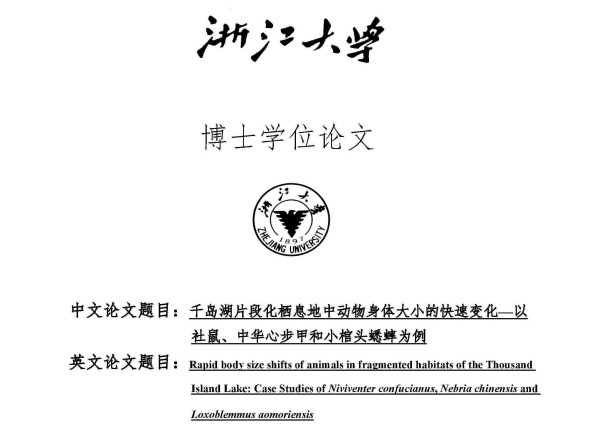 浙江大学
博士学位论文
浙江大学
1897
ZHEJIANG UNIVERSITY
中文论文题目：千岛湖片段化栖息地中动物身体大小的快速变化—以
社鼠、中华心步甲和小棺头蟋蟀为例
英文论文题目：Rapid body size shifts of animals in fragmented habitats of the Thousand
Island Lake: Case Studies of Niviventer confucianus, Nebria chinensis and
Loxoblemmus aomoriensis